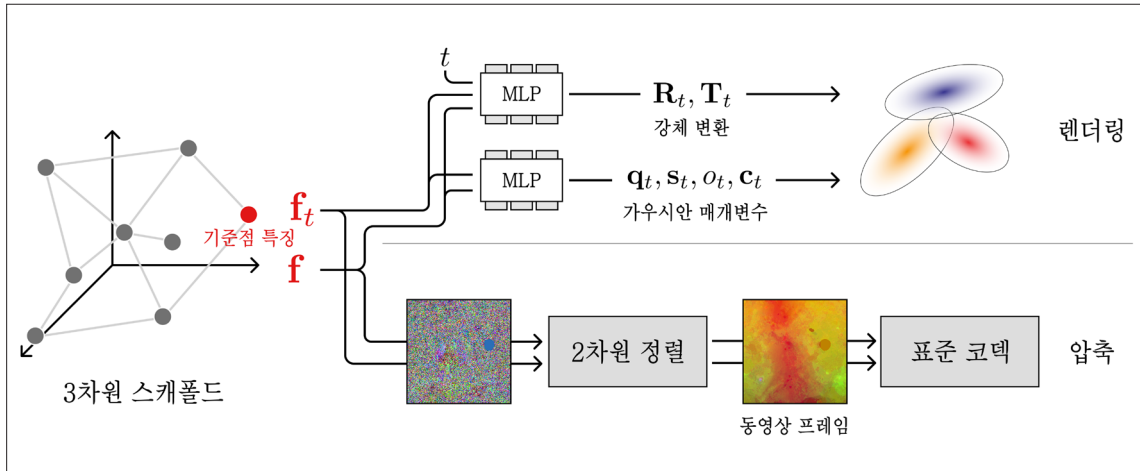 t
MLP
R_t, T_t
강체 변환
렌더링
MLP
q_t, s_t, o_t, c_t
가우시안 매개변수
f_t
기준점 특징
f
3차원 스캐폴드
2차원 정렬
표준 코덱
압축
동영상 프레임